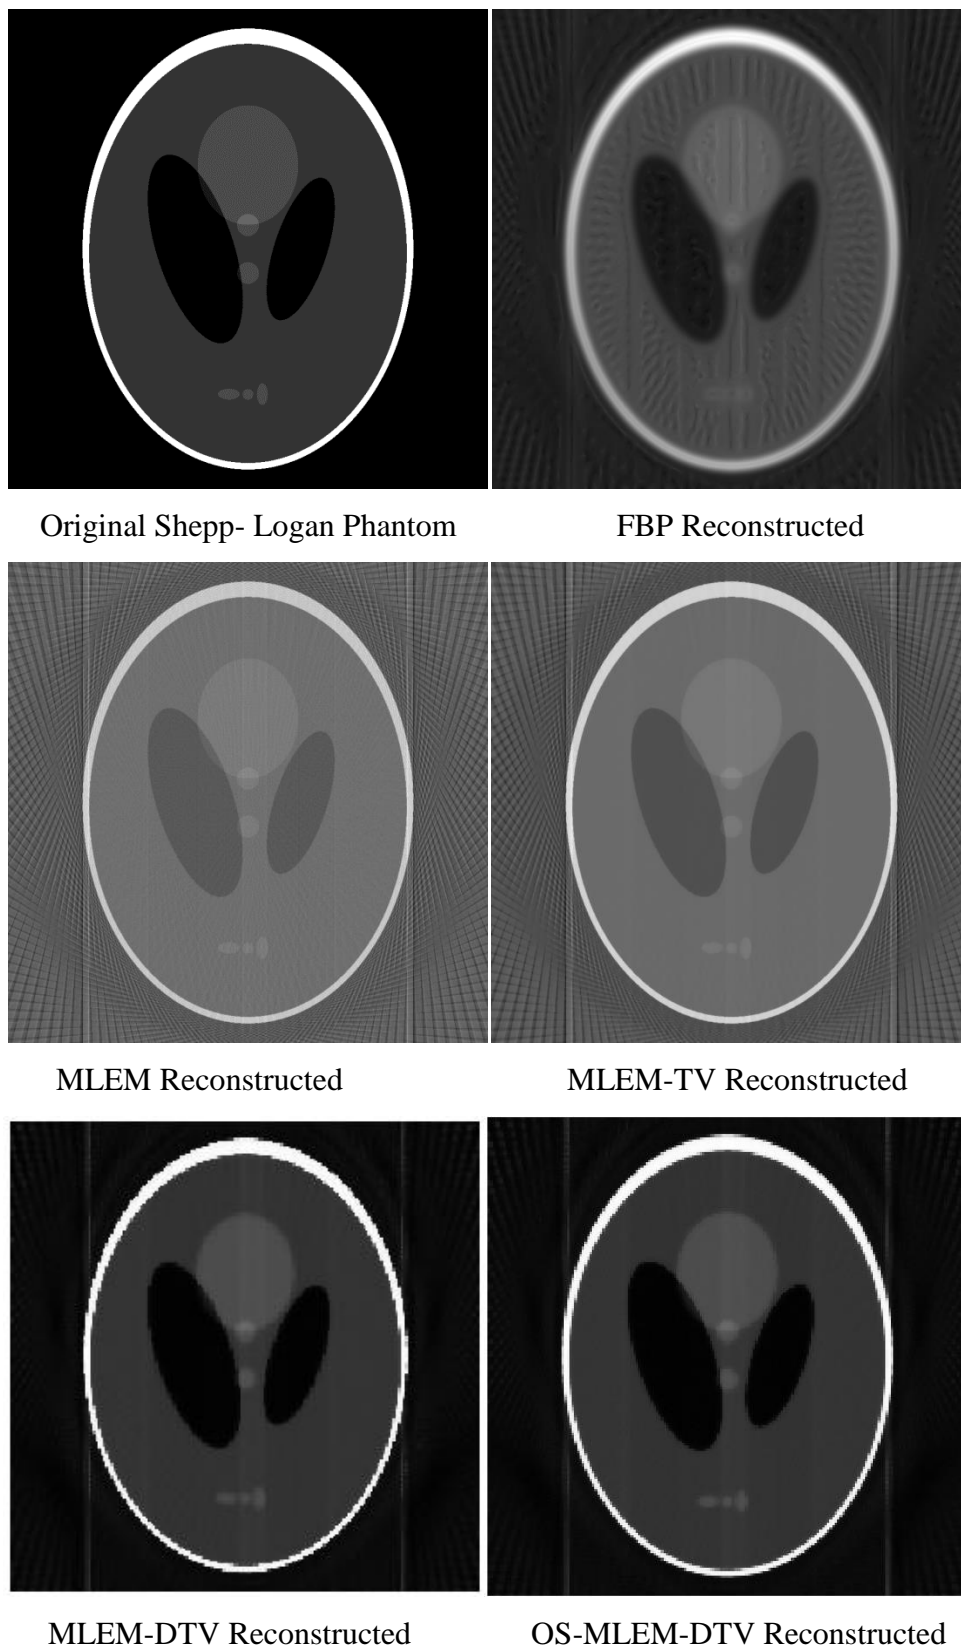 Original Shepp- Logan Phantom
FBP Reconstructed
MLEM Reconstructed
MLEM-TV Reconstructed
MLEM-DTV Reconstructed
OS-MLEM-DTV Reconstructed